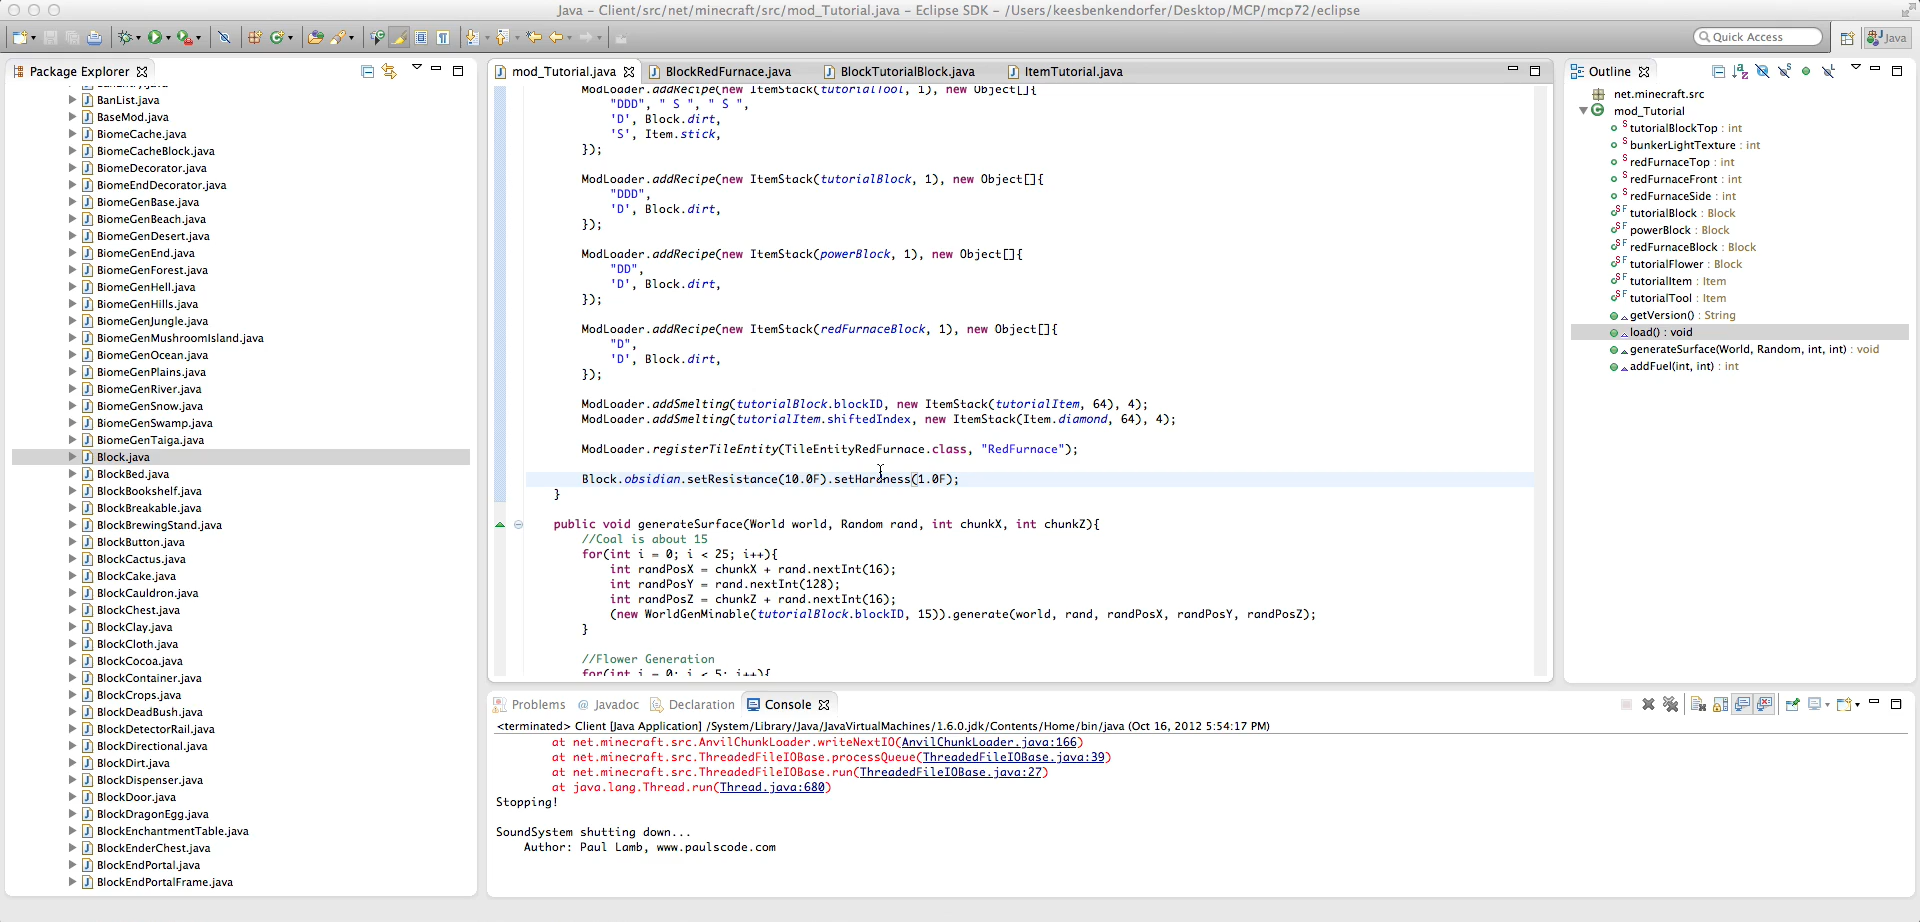 Java – Client/src/net/minecraft/src/mod_Tutorial.java – Eclipse SDK – /Users/keesbenkendorfer/Desktop/MCP/mcp72/eclipse
Quick Access
Java
Package Explorer
BanList.java
BaseMod.java
BiomeCache.java
BiomeCacheBlock.java
BiomeDecorator.java
BiomeEndDecorator.java
BiomeGenBase.java
BiomeGenBeach.java
BiomeGenDesert.java
BiomeGenEnd.java
BiomeGenForest.java
BiomeGenHell.java
BiomeGenHills.java
BiomeGenJungle.java
BiomeGenMushroomIsland.java
BiomeGenOcean.java
BiomeGenPlains.java
BiomeGenRiver.java
BiomeGenSnow.java
BiomeGenSwamp.java
BiomeGenTaiga.java
Block.java
BlockBed.java
BlockBookshelf.java
BlockBreakable.java
BlockBrewingStand.java
BlockButton.java
BlockCactus.java
BlockCake.java
BlockCauldron.java
BlockChest.java
BlockClay.java
BlockCloth.java
BlockCocoa.java
BlockContainer.java
BlockCrops.java
BlockDeadBush.java
BlockDetectorRail.java
BlockDirectional.java
BlockDirt.java
BlockDispenser.java
BlockDoor.java
BlockDragonEgg.java
BlockEnchantmentTable.java
BlockEnderChest.java
BlockEndPortal.java
BlockEndPortalFrame.java
mod_Tutorial.java BlockRedFurnace.java BlockTutorialBlock.java ItemTutorial.java
ModLoader.addRecipe(new ItemStack(tutorialTool, 1), new Object[]{
"DDD", " S ", " S ",
'D', Block.dirt,
'S', Item.stick,
});
ModLoader.addRecipe(new ItemStack(tutorialBlock, 1), new Object[]{
"DDD",
'D', Block.dirt,
});
ModLoader.addRecipe(new ItemStack(powerBlock, 1), new Object[]{
"DD",
'D', Block.dirt,
});
ModLoader.addRecipe(new ItemStack(redFurnaceBlock, 1), new Object[]{
"D",
'D', Block.dirt,
});
ModLoader.addSmelting(tutorialBlock.blockID, new ItemStack(tutorialItem, 64), 4);
ModLoader.addSmelting(tutorialItem.shiftedIndex, new ItemStack(Item.diamond, 64), 4);
ModLoader.registerTileEntity(TileEntityRedFurnace.class, "RedFurnace");
Block.obsidian.setResistance(10.0F).setHardness(1.0F);
}
public void generateSurface(World world, Random rand, int chunkX, int chunkZ){
//Coal is about 15
for(int i = 0; i < 25; i++){
int randPosX = chunkX + rand.nextInt(16);
int randPosY = rand.nextInt(128);
int randPosZ = chunkZ + rand.nextInt(16);
(new WorldGenMinable(tutorialBlock.blockID, 15)).generate(world, rand, randPosX, randPosY, randPosZ);
}
//Flower Generation
for(int i = 0; i < 5; i++){
Outline
net.minecraft.src
mod_Tutorial
tutorialBlockTop : int
bunkerLightTexture : int
redFurnaceTop : int
redFurnaceFront : int
redFurnaceSide : int
tutorialBlock : Block
powerBlock : Block
redFurnaceBlock : Block
tutorialFlower : Block
tutorialItem : Item
tutorialTool : Item
getVersion() : String
load() : void
generateSurface(World, Random, int, int) : void
addFuel(int, int) : int
Problems @ Javadoc Declaration Console
<terminated> Client [Java Application] /System/Library/Java/JavaVirtualMachines/1.6.0.jdk/Contents/Home/bin/java (Oct 16, 2012 5:54:17 PM)
at net.minecraft.src.AnvilChunkLoader.writeNextIO(AnvilChunkLoader.java:166)
at net.minecraft.src.ThreadedFileIOBase.processQueue(ThreadedFileIOBase.java:39)
at net.minecraft.src.ThreadedFileIOBase.run(ThreadedFileIOBase.java:27)
at java.lang.Thread.run(Thread.java:680)
Stopping!
SoundSystem shutting down...
Author: Paul Lamb, www.paulscode.com